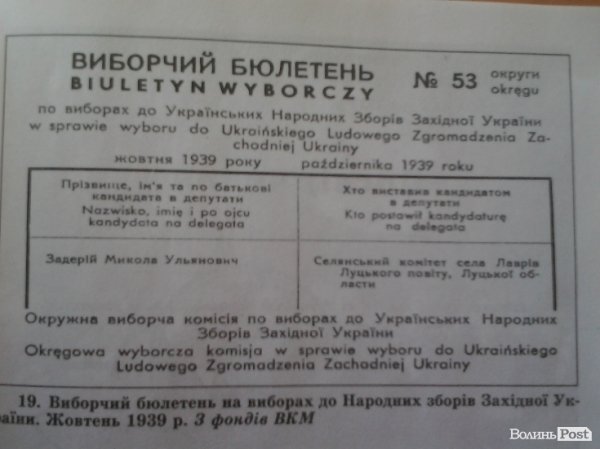 ВИБОРЧИЙ БЮЛЕТЕНЬ
BIULETYN WYBORCZY
№ 53 округи
okręgu
по виборах до Українських Народних Зборів Західної України
w sprawie wyboru do Ukraińskiego Ludowego Zgromadzenia Za-
chodniej Ukrainy
жовтня 1939 року październikа 1939 roku
Прізвище, ім'я та по батькові
кандидата в депутати
Nazwisko, imię i po ojcu
kandydata na delegata
Хто виставив кандидатом
в депутати
Kto postawił kandydaturę
na delegata
Задерій Микола Ульянович
Селянський комітет села Лаврів
Луцького повіту, Луцької об-
ласти
Окружна виборча комісія по виборах до Українських Народних
Зборів Західної України
Okręgowa wyborcza komisja w sprawie wyboru do Ukraińskiego
Ludowego Zgromadzenia Zachodniej Ukrainy
19. Виборчий бюлетень на виборах до Народних зборів Західної Ук-
раїни. Жовтень 1939 р. З фондів ВКМ
Волинь Post